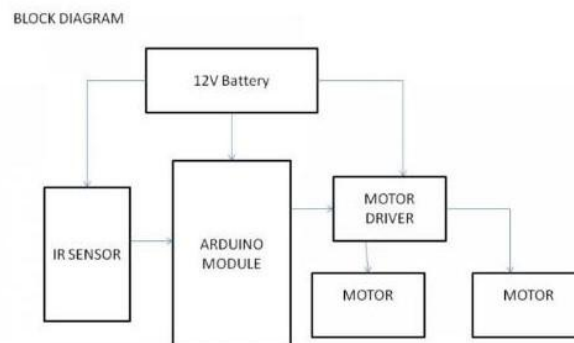 BLOCK DIAGRAM
12V Battery
IR SENSOR
ARDUINO
MODULE
MOTOR
DRIVER
MOTOR
MOTOR